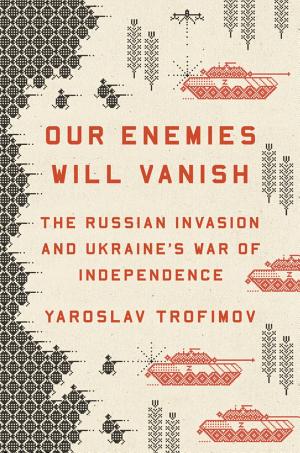 OUR ENEMIES
WILL VANISH
THE RUSSIAN INVASION
AND UKRAINE'S WAR OF
INDEPENDENCE
YAROSLAV TROFIMOV